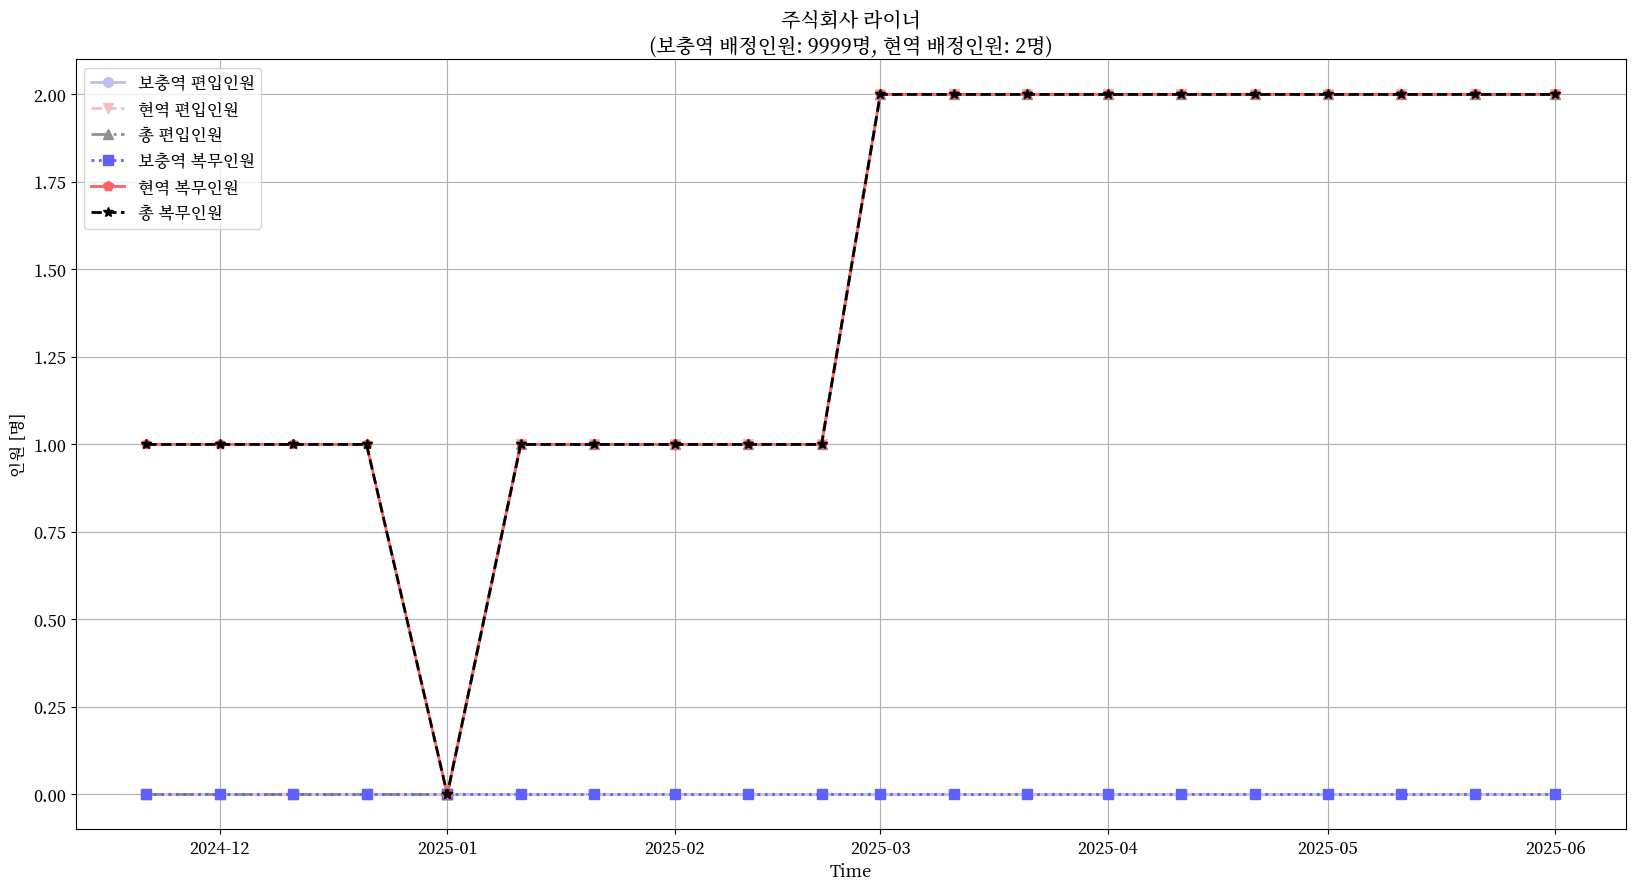 주식회사 라이너
(보충역 배정인원: 9999명, 현역 배정인원: 2명)
보충역 편입인원
현역 편입인원
총 편입인원
보충역 복무인원
현역 복무인원
총 복무인원
2.00
1.75
1.50
1.25
1.00
0.75
0.50
0.25
0.00
인원 [명]
2024-12
2025-01
2025-02
2025-03
2025-04
2025-05
2025-06
Time